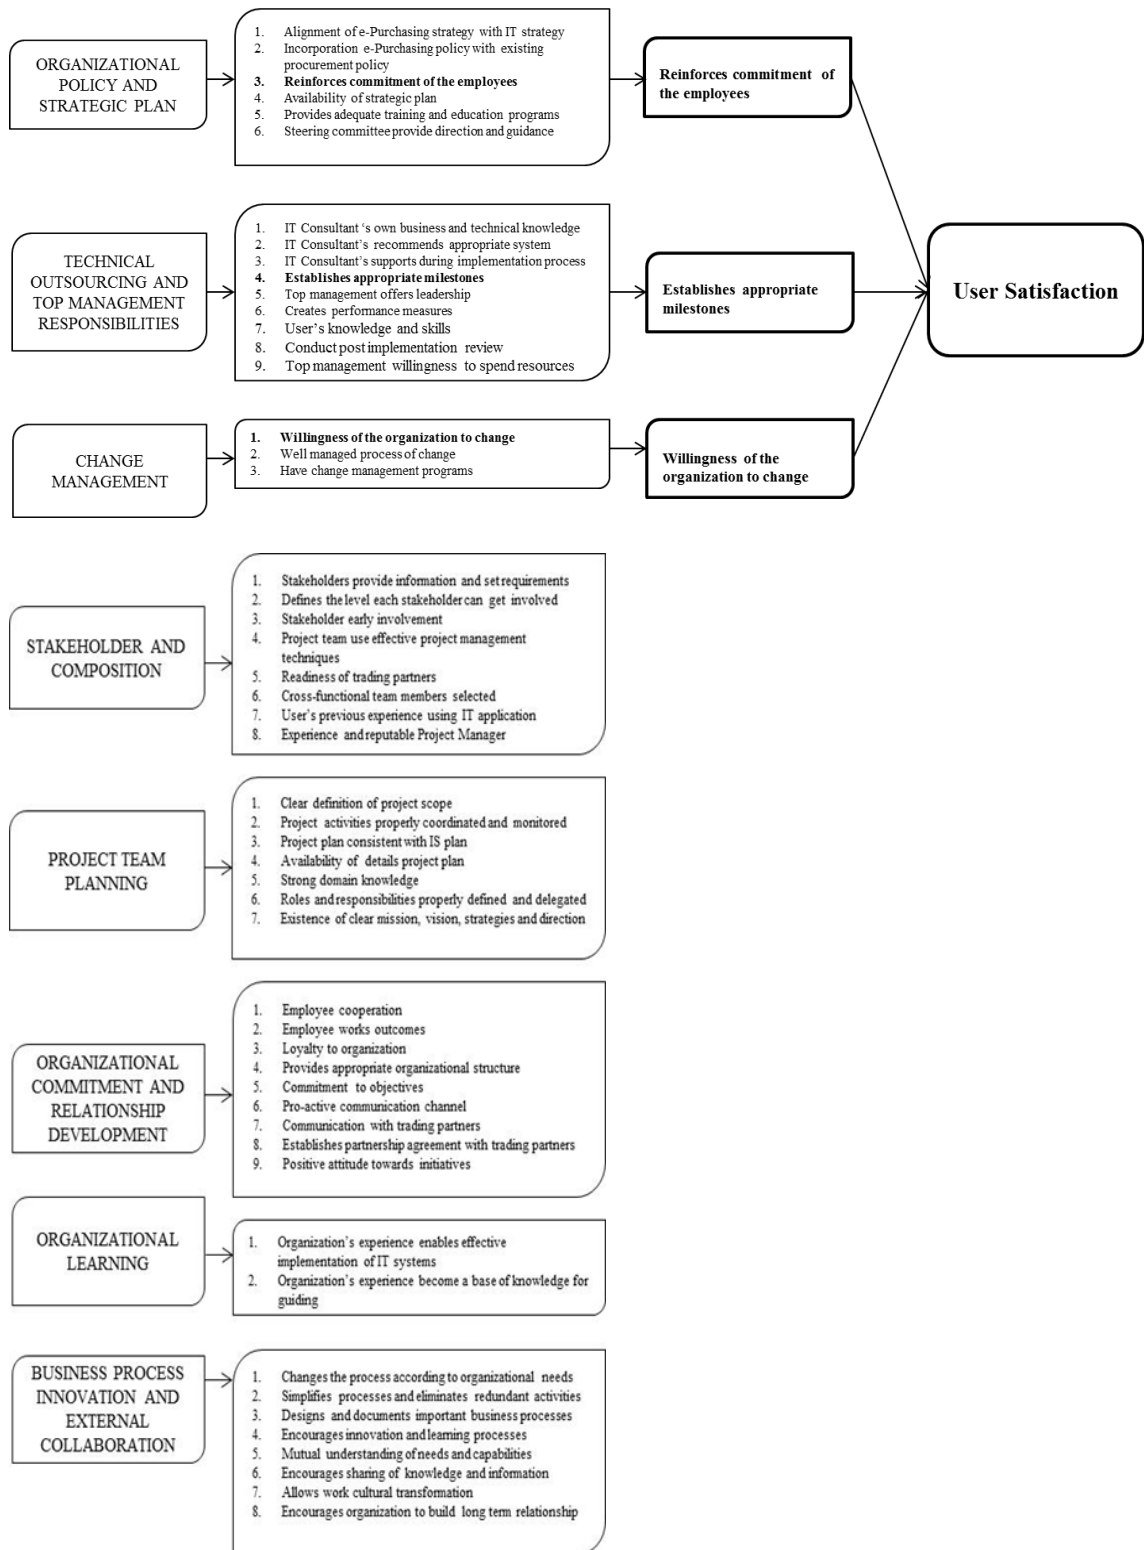 ORGANIZATIONAL
POLICY AND
STRATEGIC PLAN
1. Alignment of e-Purchasing strategy with IT strategy
2. Incorporation e-Purchasing policy with existing
procurement policy
3. Reinforces commitment of the employees
4. Availability of strategic plan
5. Provides adequate training and education programs
6. Steering committee provide direction and guidance
Reinforces commitment of
the employees
TECHNICAL
OUTSOURCING AND
TOP MANAGEMENT
RESPONSIBILITIES
1. IT Consultant ‘s own business and technical knowledge
2. IT Consultant’s recommends appropriate system
3. IT Consultant’s supports during implementation process
4. Establishes appropriate milestones
5. Top management offers leadership
6. Creates performance measures
7. User’s knowledge and skills
8. Conduct post implementation review
9. Top management willingness to spend resources
Establishes appropriate
milestones
User Satisfaction
CHANGE
MANAGEMENT
1. Willingness of the organization to change
2. Well managed process of change
3. Have change management programs
Willingness of the
organization to change
STAKEHOLDER AND
COMPOSITION
1. Stakeholders provide information and set requirements
2. Defines the level each stakeholder can get involved
3. Stakeholder early involvement
4. Project team use effective project management
techniques
5. Readiness of trading partners
6. Cross-functional team members selected
7. User’s previous experience using IT application
8. Experience and reputable Project Manager
PROJECT TEAM
PLANNING
1. Clear definition of project scope
2. Project activities properly coordinated and monitored
3. Project plan consistent with IS plan
4. Availability of details project plan
5. Strong domain knowledge
6. Roles and responsibilities properly defined and delegated
7. Existence of clear mission, vision, strategies and direction
ORGANIZATIONAL
COMMITMENT AND
RELATIONSHIP
DEVELOPMENT
1. Employee cooperation
2. Employee works outcomes
3. Loyalty to organization
4. Provides appropriate organizational structure
5. Commitment to objectives
6. Pro-active communication channel
7. Communication with trading partners
8. Establishes partnership agreement with trading partners
9. Positive attitude towards initiatives
ORGANIZATIONAL
LEARNING
1. Organization’s experience enables effective
implementation of IT systems
2. Organization’s experience become a base of knowledge for
guiding
BUSINESS PROCESS
INNOVATION AND
EXTERNAL
COLLABORATION
1. Changes the process according to organizational needs
2. Simplifies processes and eliminates redundant activities
3. Designs and documents important business processes
4. Encourages innovation and learning processes
5. Mutual understanding of needs and capabilities
6. Encourages sharing of knowledge and information
7. Allows work cultural transformation
8. Encourages organization to build long term relationship